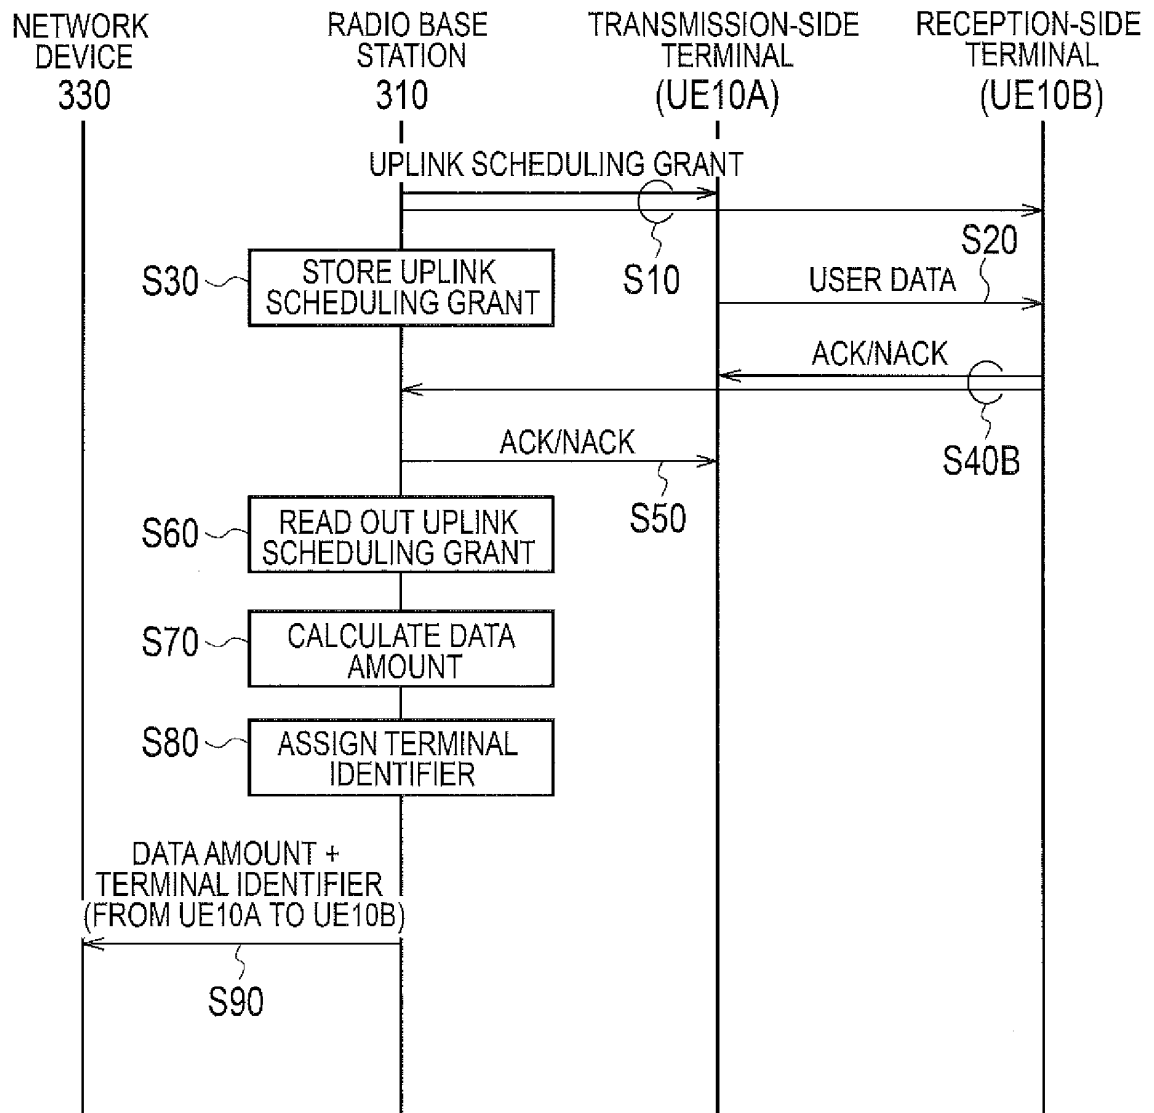 NETWORK
DEVICE
330
RADIO BASE
STATION
310
TRANSMISSION-SIDE
TERMINAL
(UE10A)
RECEPTION-SIDE
TERMINAL
(UE10B)
UPLINK SCHEDULING GRANT
S10
S20
S30
STORE UPLINK
SCHEDULING GRANT
USER DATA
ACK/NACK
S40B
ACK/NACK
S50
S60
READ OUT UPLINK
SCHEDULING GRANT
S70
CALCULATE DATA
AMOUNT
S80
ASSIGN TERMINAL
IDENTIFIER
DATA AMOUNT +
TERMINAL IDENTIFIER
(FROM UE10A TO UE10B)
S90